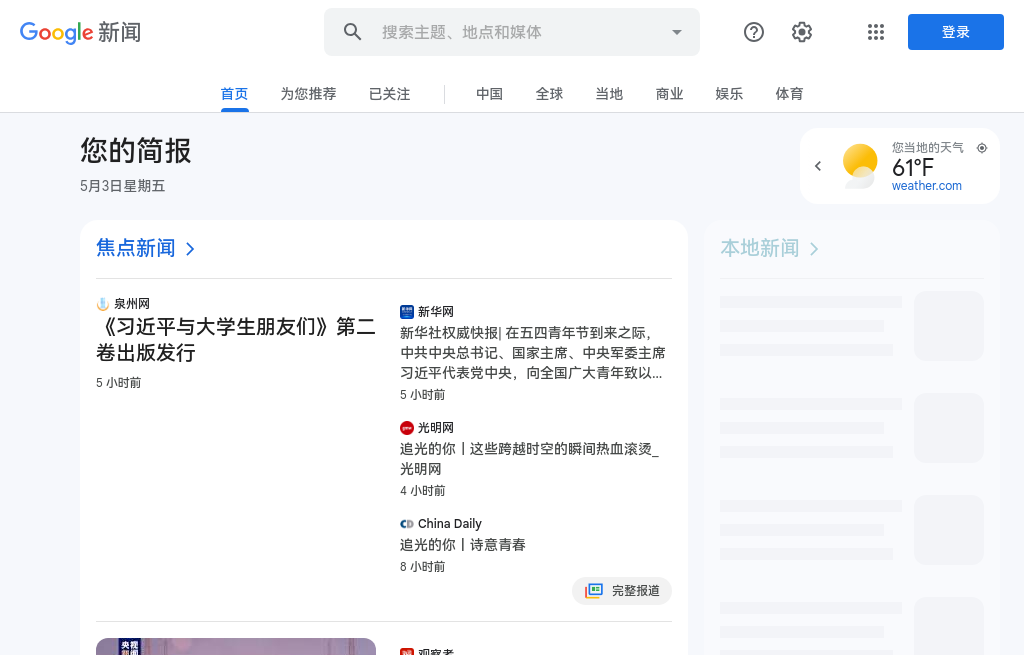 Google 新闻
搜索主题、地点和媒体
登录
首页
为您推荐
已关注
中国
全球
当地
商业
娱乐
体育
您的简报
5月3日星期五
您当地的天气
61°F
weather.com
焦点新闻
本地新闻
泉州网
《习近平与大学生朋友们》第二
卷出版发行
5 小时前
新华网
新华社权威快报| 在五四青年节到来之际,
中共中央总书记、国家主席、中央军委主席
习近平代表党中央，向全国广大青年致以...
5 小时前
光明网
追光的你丨这些跨越时空的瞬间热血滚烫_
光明网
4 小时前
China Daily
追光的你丨诗意青春
8 小时前
完整报道
央视
观察者